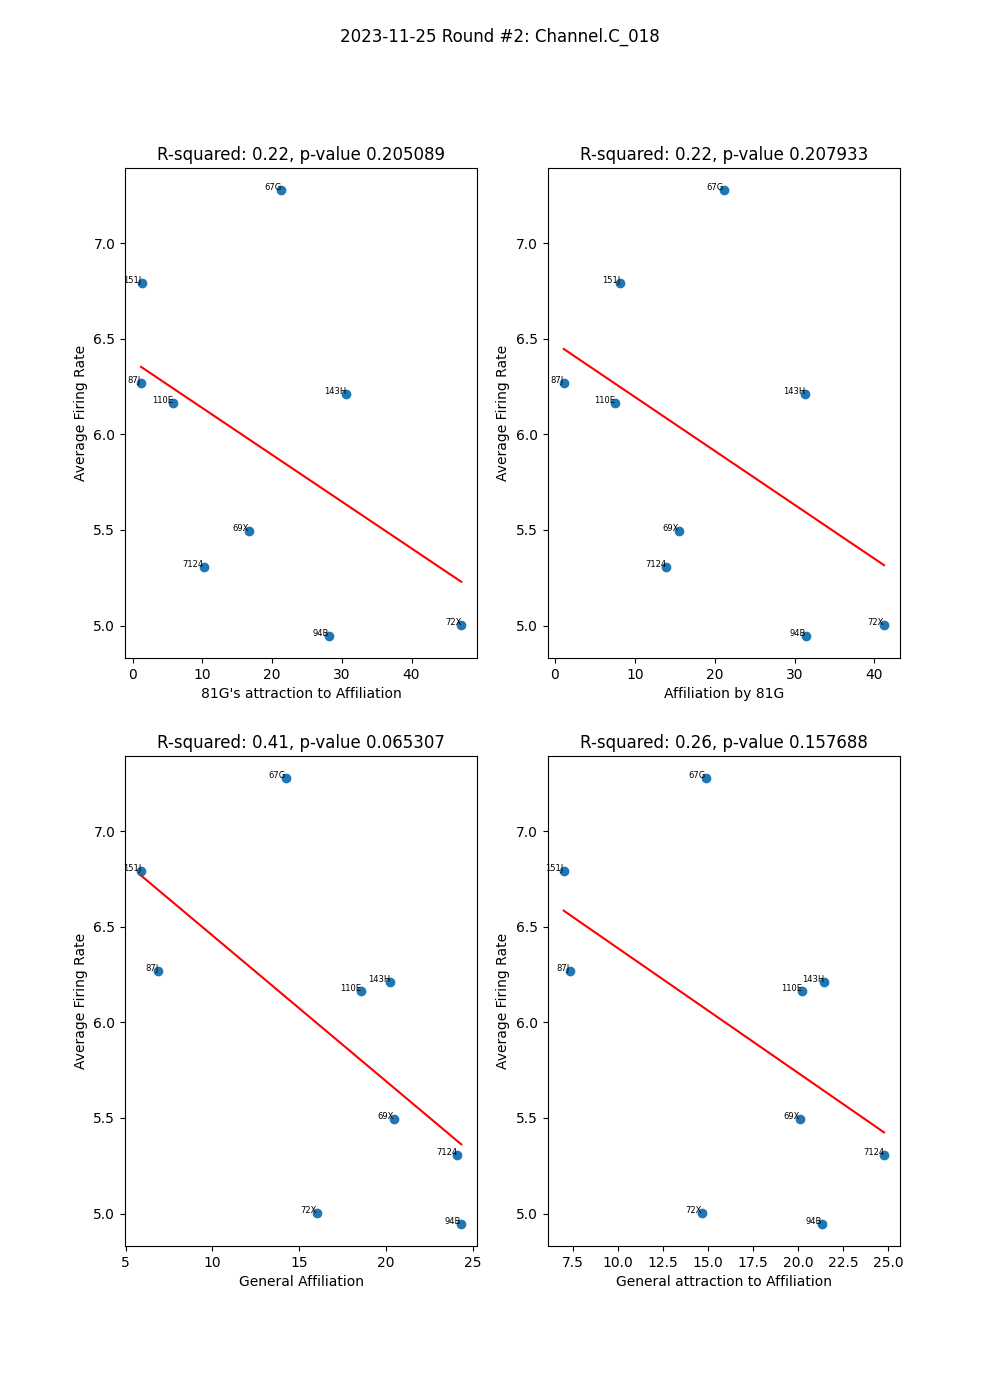 2023-11-25 Round #2: Channel.C_018
R-squared: 0.22, p-value 0.205089
67G
151J
87J
110E
143H
69X
7124
94B
72X
7.0
6.5
6.0
5.5
5.0
Average Firing Rate
0 10 20 30 40
81G's attraction to Affiliation
R-squared: 0.22, p-value 0.207933
67G
151J
87J
110E
143H
69X
7124
94B
72X
7.0
6.5
6.0
5.5
5.0
Average Firing Rate
0 10 20 30 40
Affiliation by 81G
R-squared: 0.41, p-value 0.065307
67G
151J
87J
110E
143H
69X
7124
72X
94B
7.0
6.5
6.0
5.5
5.0
Average Firing Rate
5 10 15 20 25
General Affiliation
R-squared: 0.26, p-value 0.157688
67G
151J
87J
110E
143H
69X
7124
72X
94B
7.0
6.5
6.0
5.5
5.0
Average Firing Rate
7.5 10.0 12.5 15.0 17.5 20.0 22.5 25.0
General attraction to Affiliation